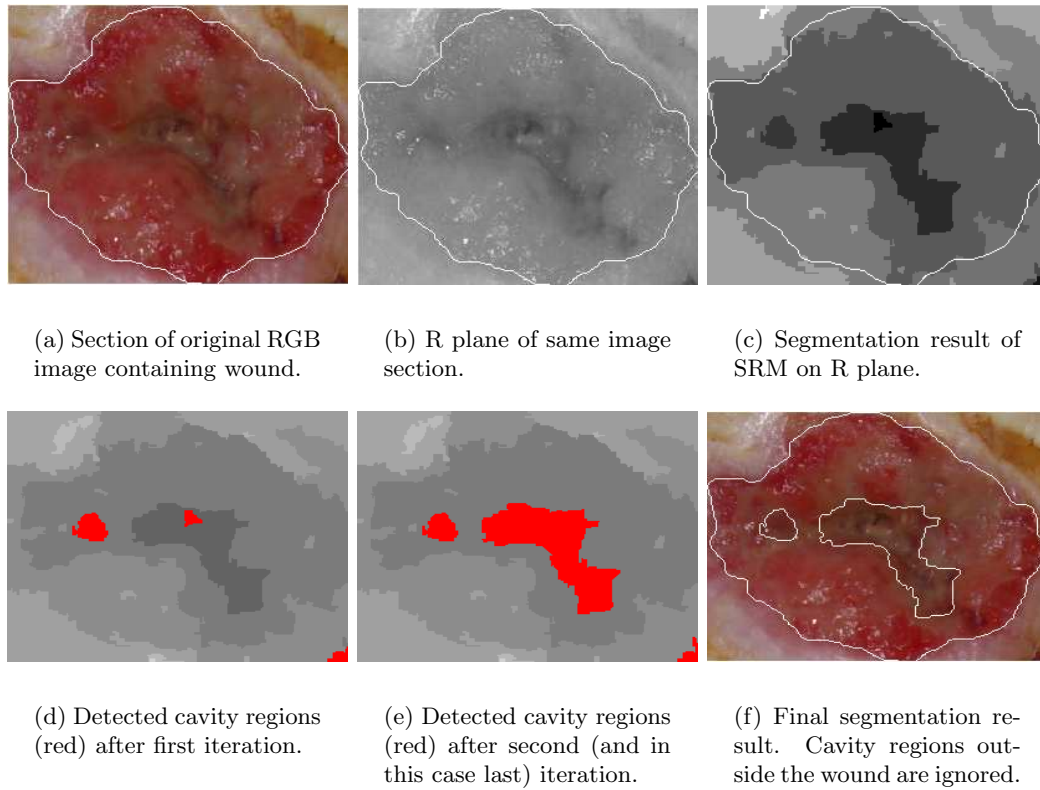 (a) Section of original RGB
image containing wound.
(b) R plane of same image
section.
(c) Segmentation result of
SRM on R plane.
(d) Detected cavity regions
(red) after first iteration.
(e) Detected cavity regions
(red) after second (and in
this case last) iteration.
(f) Final segmentation re-
sult. Cavity regions out-
side the wound are ignored.